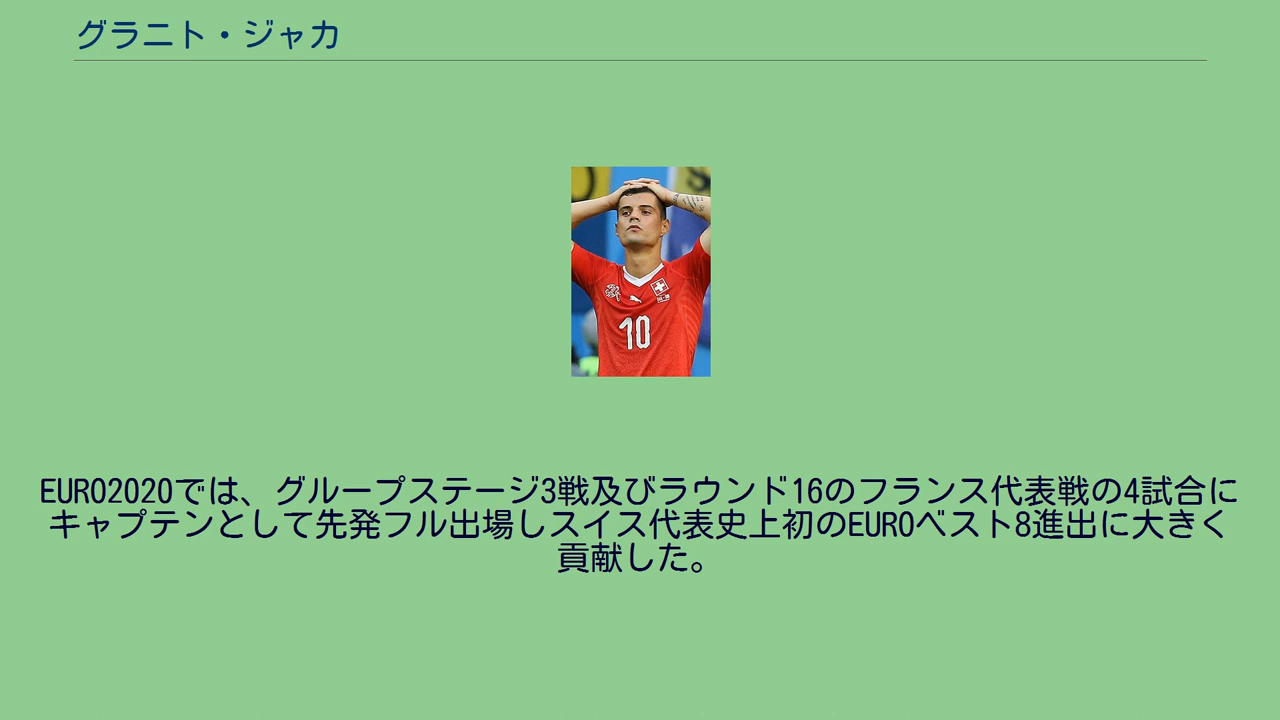 グラニト・ジャカ
10
EURO2020では、グループステージ3戦及びラウンド16のフランス代表戦の4試合に
キャプテンとして先発フル出場しスイス代表史上初のEUROベスト8進出に大きく
貢献した。